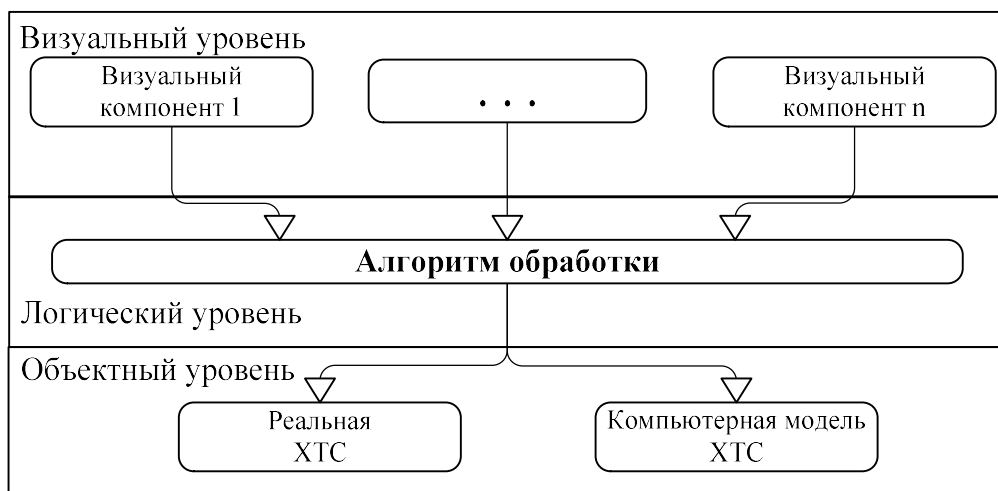 Визуальный уровень
Визуальный
компонент 1
. . .
Визуальный
компонент n
Алгоритм обработки
Логический уровень
Объектный уровень
Реальная
ХТС
Компьютерная модель
ХТС